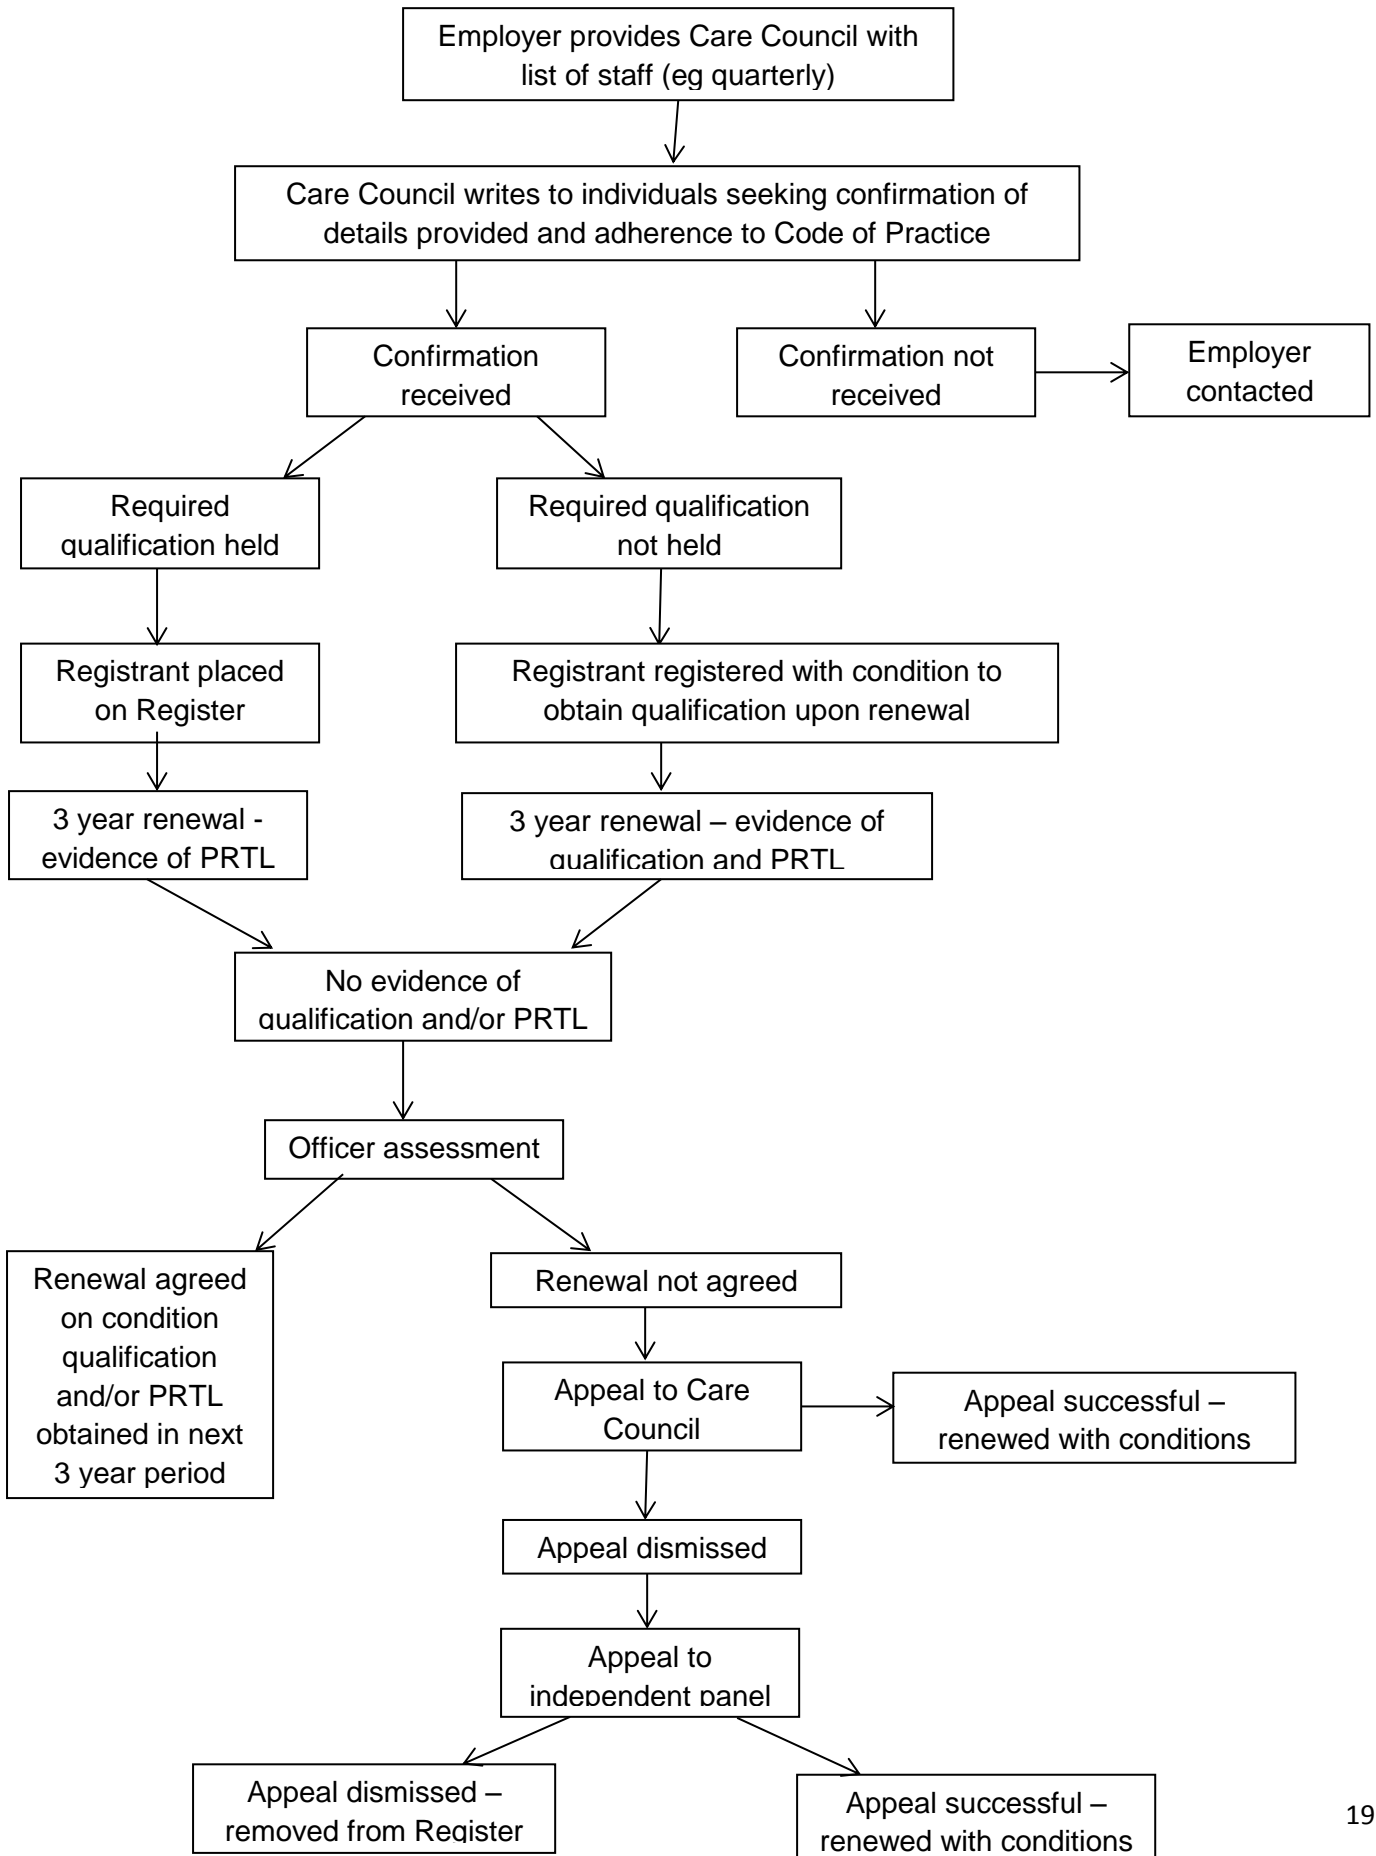 Employer provides Care Council with
list of staff (eg quarterly)
Care Council writes to individuals seeking confirmation of
details provided and adherence to Code of Practice
Confirmation
received
Confirmation not
received
Employer
contacted
Required
qualification held
Required qualification
not held
Registrant placed
on Register
Registrant registered with condition to
obtain qualification upon renewal
3 year renewal -
evidence of PRTL
3 year renewal – evidence of
qualification and PRTL
No evidence of
qualification and/or PRTL
Officer assessment
Renewal agreed
on condition
qualification
and/or PRTL
obtained in next
3 year period
Renewal not agreed
Appeal to Care
Council
Appeal successful –
renewed with conditions
Appeal dismissed
Appeal to
independent panel
Appeal dismissed –
removed from Register
Appeal successful –
renewed with conditions
19